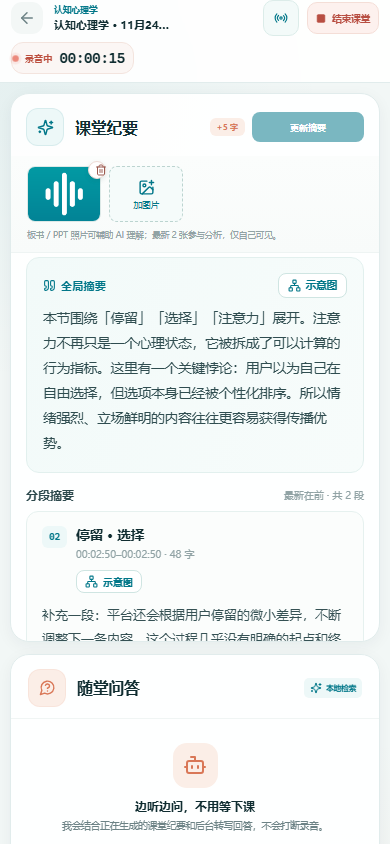 认知心理学
认知心理学 • 11月24...
结束课堂
录音中 00:00:15
课堂纪要
+5 字
更新摘要
加图片
板书 / PPT 照片可辅助 AI 理解；最新 2 张参与分析，仅自己可见。
全局摘要
示意图
本节围绕「停留」「选择」「注意力」展开。注意
力不再只是一个心理状态，它被拆成了可以计算的
行为指标。这里有一个关键悖论：用户以为自己在
自由选择，但选项本身已经被个性化排序。所以情
绪强烈、立场鲜明的内容往往更容易获得传播优
势。
分段摘要
最新在前 · 共 2 段
02
停留 • 选择
00:02:50–00:02:50 · 48 字
示意图
补充一段：平台还会根据用户停留的微小差异，不断
调整下一条内容，这个过程几乎没有明确的起点和终
随堂问答
本地检索
边听边问，不用等下课
我会结合正在生成的课堂纪要和后台转写回答，不会打断录音。